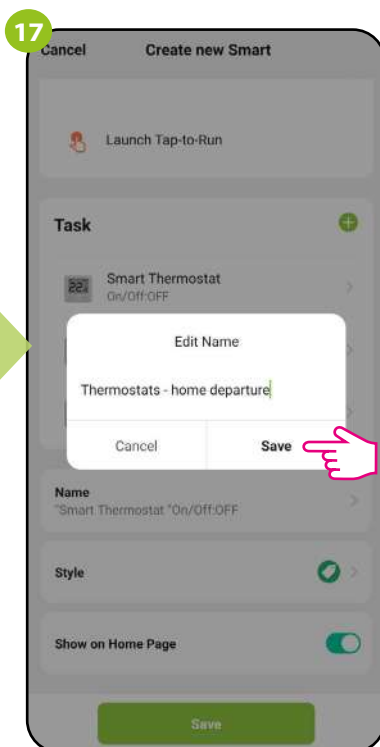 17
Cancel Create new Smart
Launch Tap-to-Run
Task
22
Smart Thermostat
On/Off:OFF
Edit Name
Thermostats - home departure
Cancel Save
Name
"Smart Thermostat "On/Off:OFF
Style
Show on Home Page
Save